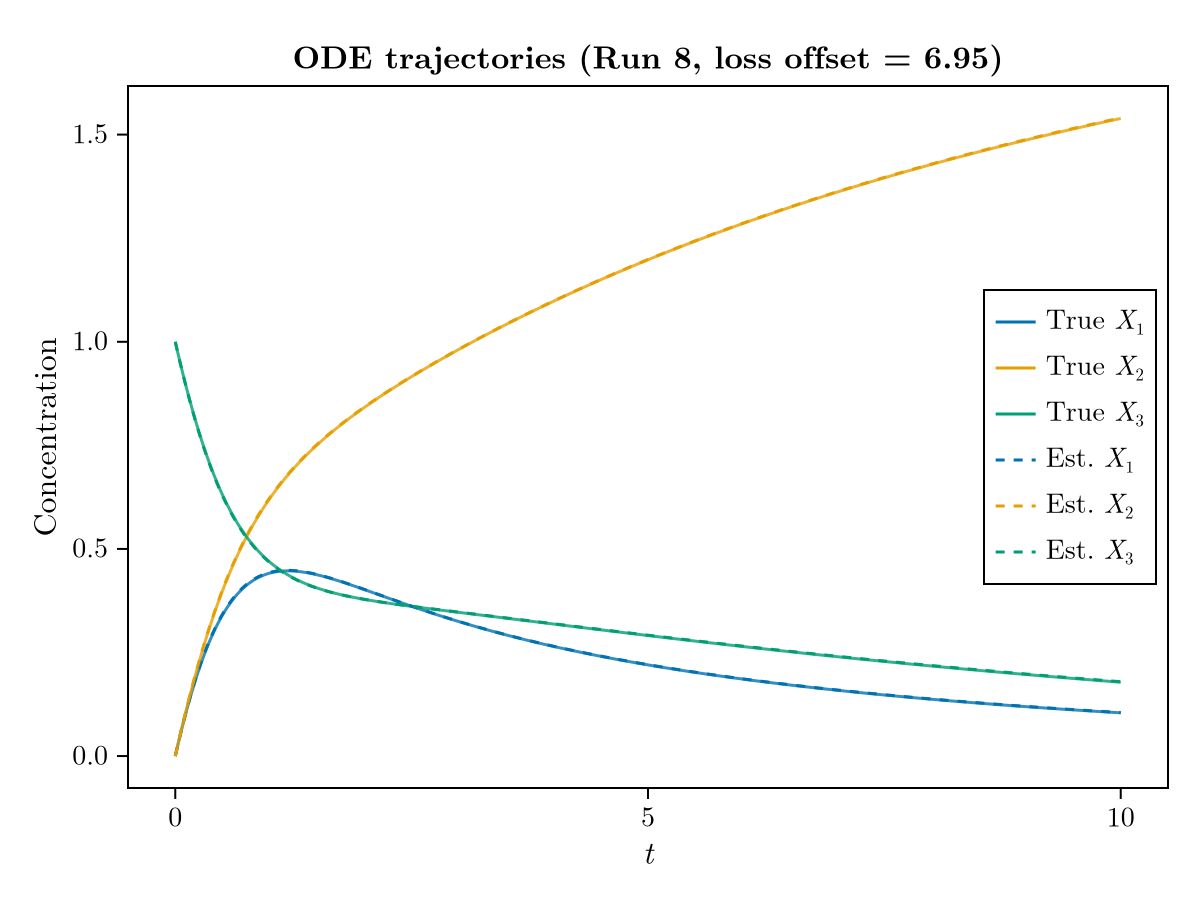 ODE trajectories (Run 8, loss offset = 6.95)
Concentration
1.5
1.0
0.5
0.0
0
5
10
t
True X₁
True X₂
True X₃
Est. X₁
Est. X₂
Est. X₃